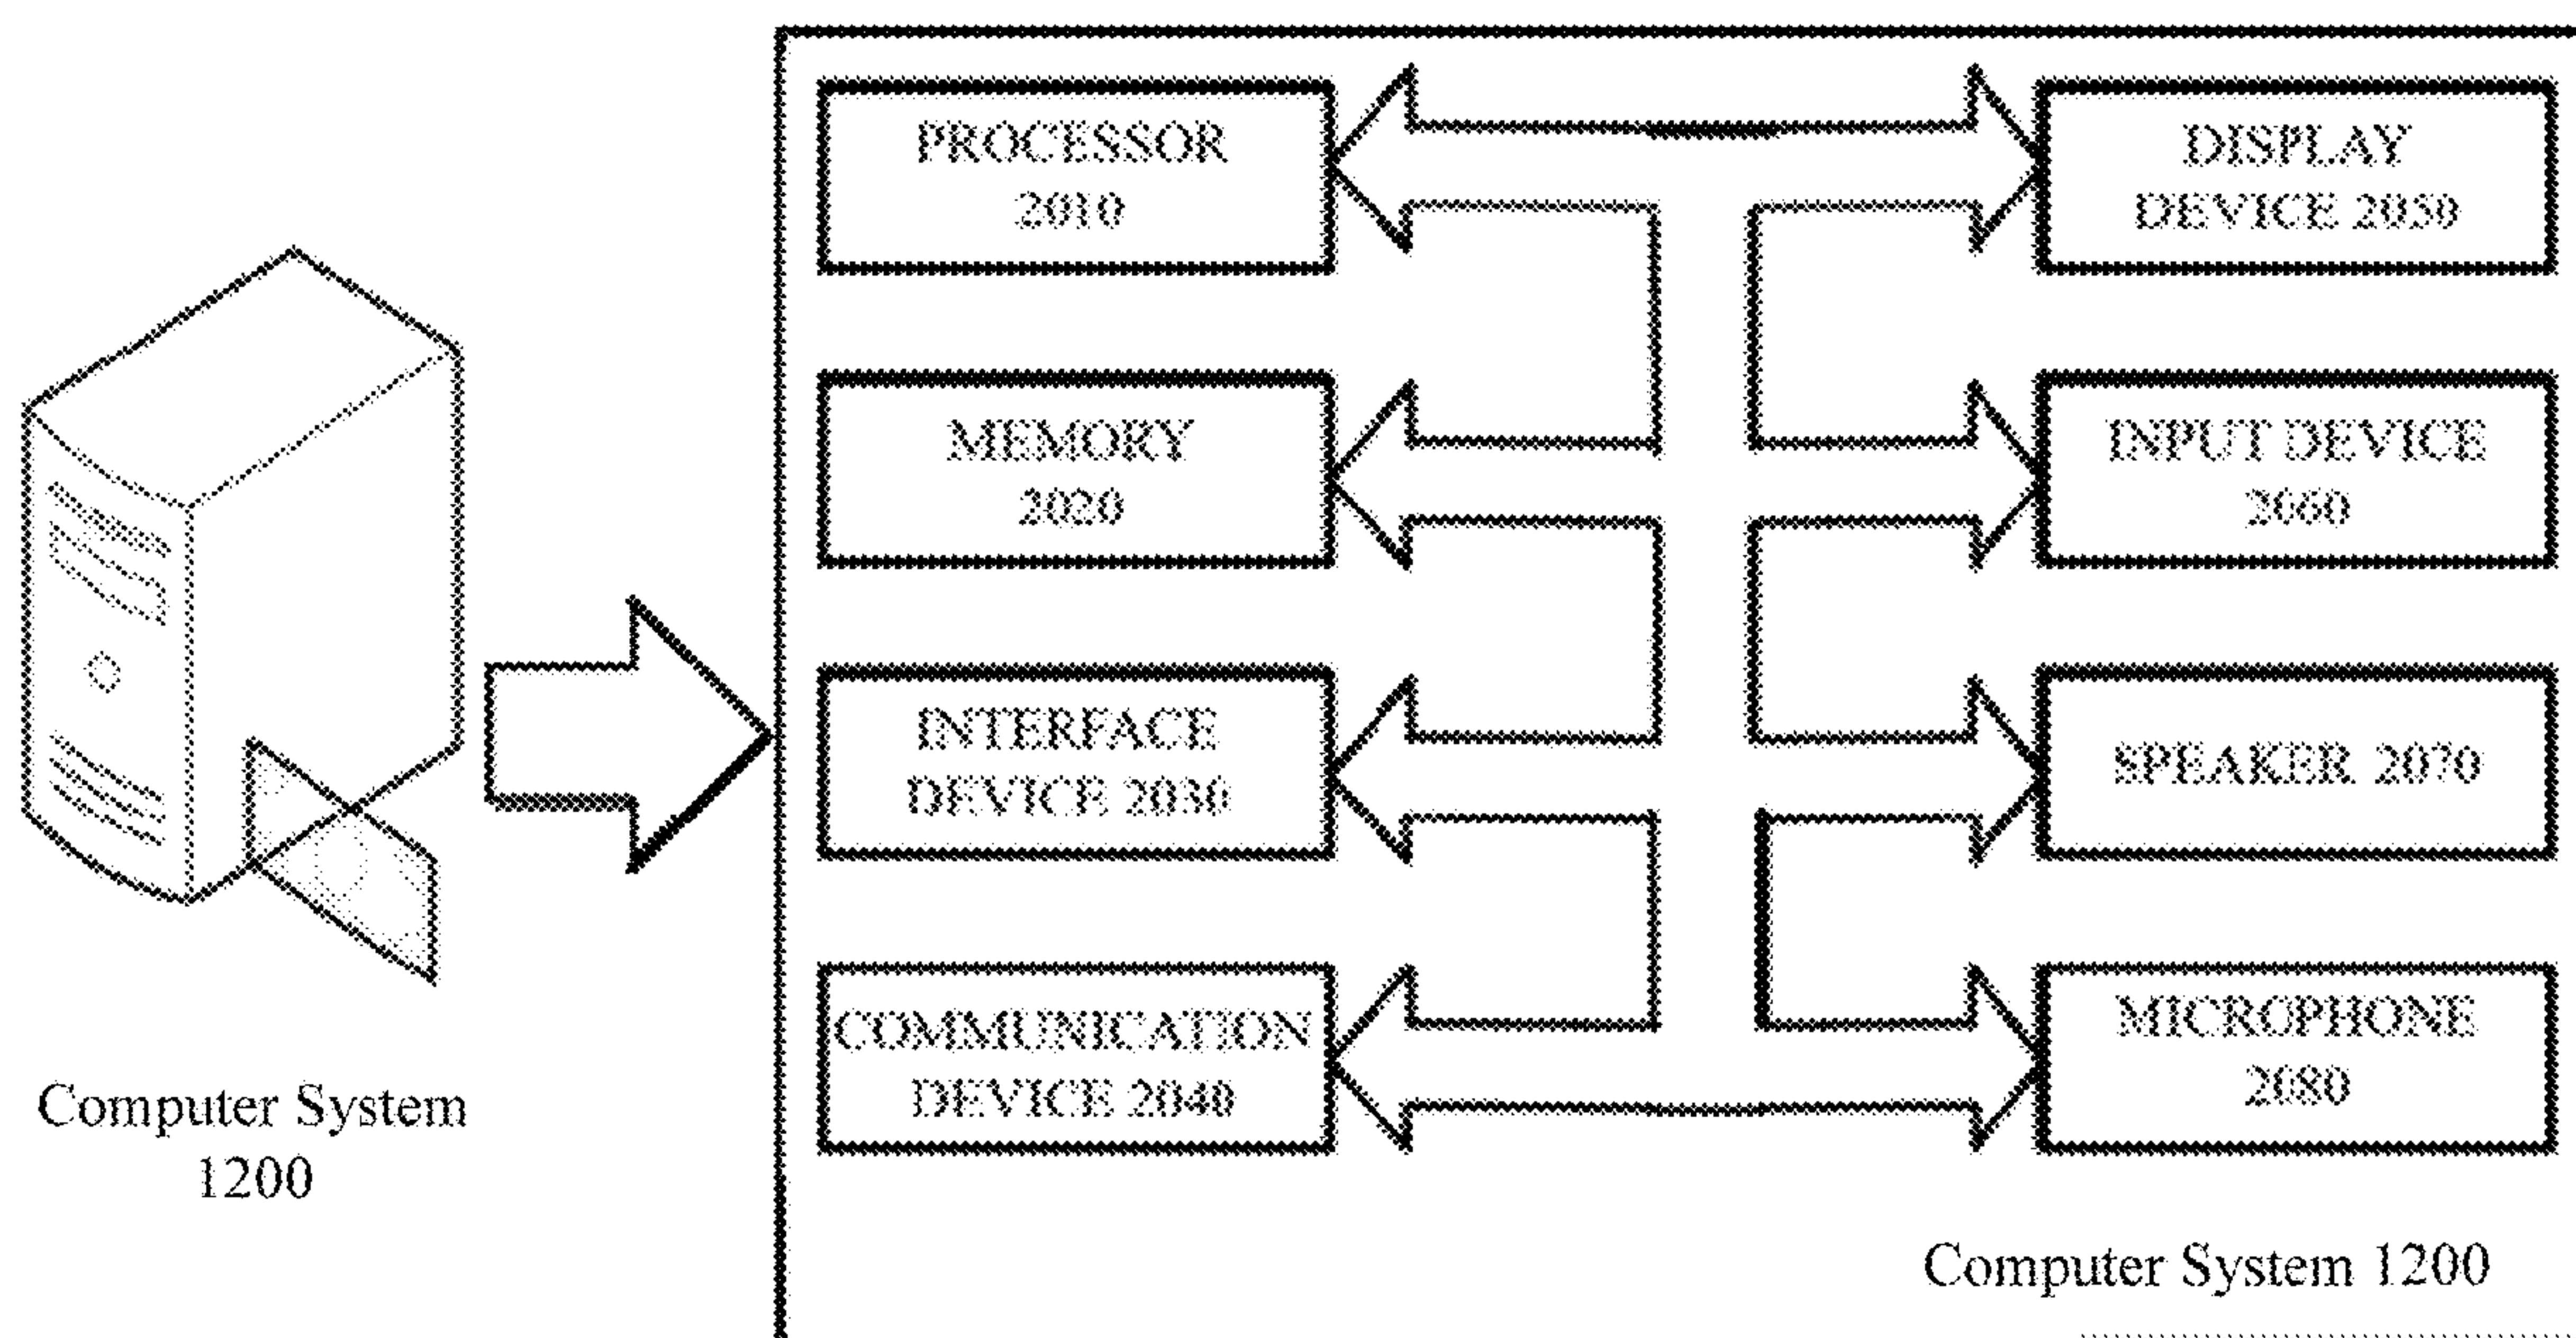 PROCESSOR
2010
DISPLAY
DEVICE 2050
MEMORY
2020
INPUT DEVICE
2060
INTERFACE
DEVICE 2030
SPEAKER 2070
COMMUNICATION
DEVICE 2040
MICROPHONE
2080
Computer System
1200
Computer System 1200